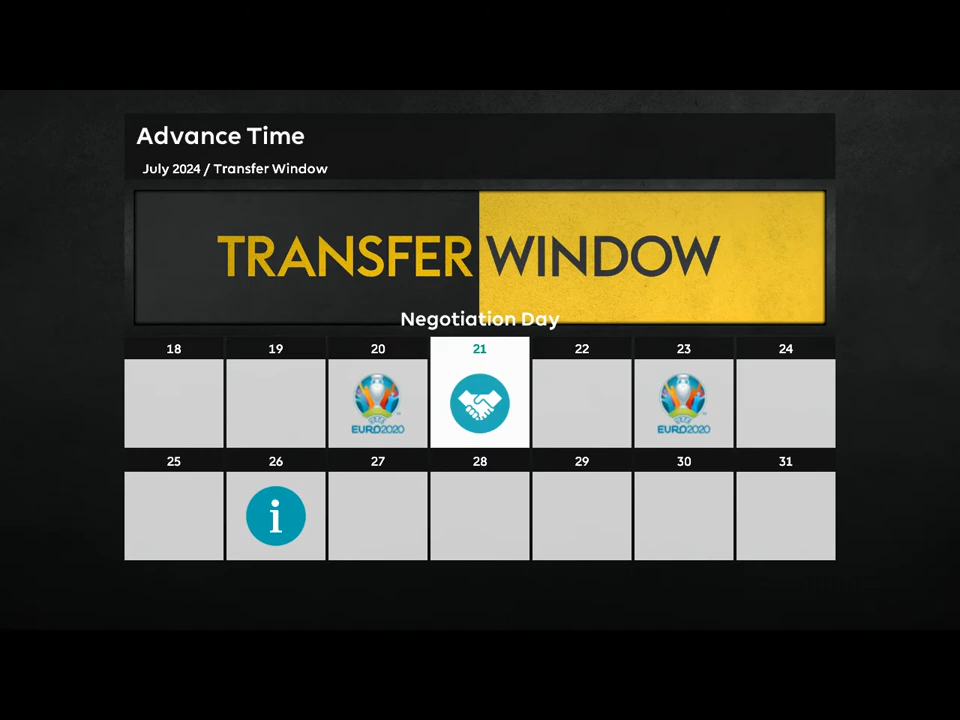 Advance Time
July 2024 / Transfer Window
TRANSFER WINDOW
Negotiation Day
18 19 20 21 22 23 24
EURO2020 EURO2020
25 26 27 28 29 30 31
i